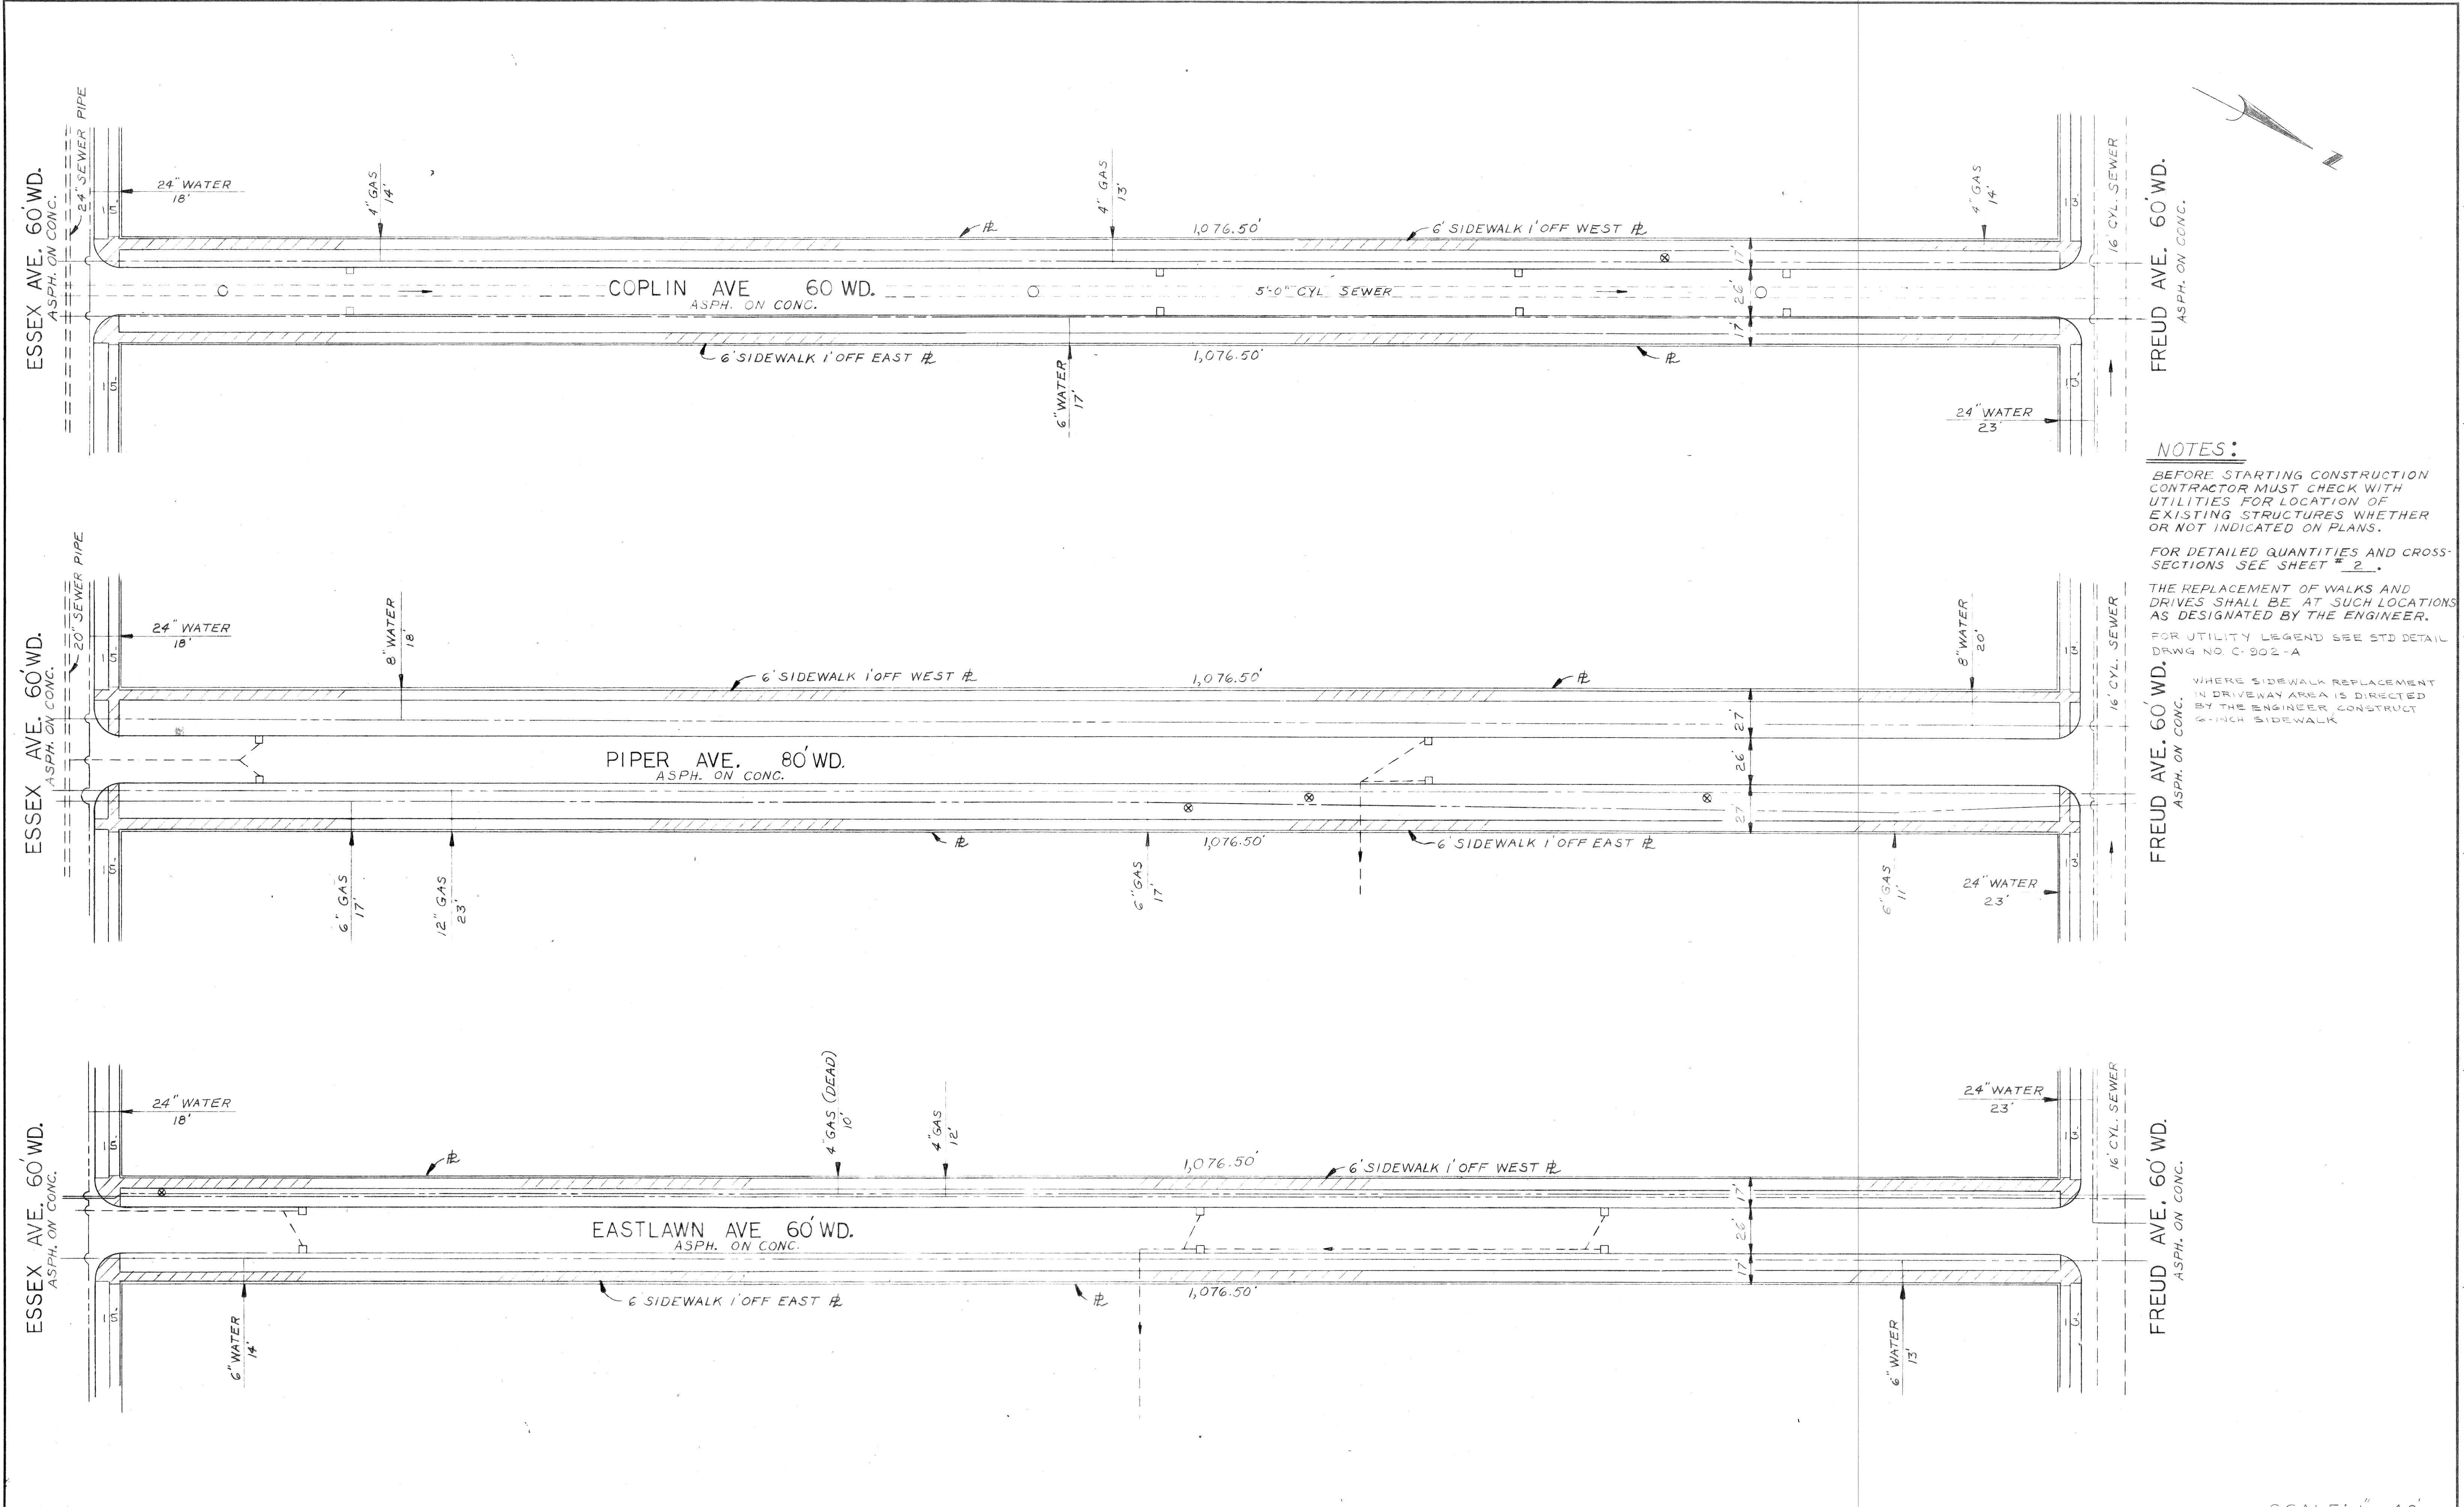 ESSEX AVE. 60' WD.
ASPH. ON CONC.
24" SEWER PIPE
24" WATER
18'
15'
4" GAS
14'
4" GAS
13'
℄
1,076.50'
6' SIDEWALK 1' OFF WEST ℄
4" GAS
14'
13'
16' CYL. SEWER
FREUD AVE. 60' WD.
ASPH. ON CONC.
17'
COPLIN AVE 60 WD.
ASPH. ON CONC.
5'-0" CYL SEWER
26'
17'
6' SIDEWALK 1' OFF EAST ℄
1,076.50'
℄
15'
6" WATER
17'
13'
24" WATER
23'
NOTES:
BEFORE STARTING CONSTRUCTION
CONTRACTOR MUST CHECK WITH
UTILITIES FOR LOCATION OF
EXISTING STRUCTURES WHETHER
OR NOT INDICATED ON PLANS.
FOR DETAILED QUANTITIES AND CROSS-
SECTIONS SEE SHEET # 2.
THE REPLACEMENT OF WALKS AND
DRIVES SHALL BE AT SUCH LOCATIONS
AS DESIGNATED BY THE ENGINEER.
FOR UTILITY LEGEND SEE STD DETAIL
DRWG NO. C-902-A
WHERE SIDEWALK REPLACEMENT
IN DRIVEWAY AREA IS DIRECTED
BY THE ENGINEER CONSTRUCT
6-INCH SIDEWALK
ESSEX AVE. 60' WD.
ASPH. ON CONC.
20" SEWER PIPE
24" WATER
18'
15'
8" WATER
18'
6' SIDEWALK 1' OFF WEST ℄
1,076.50'
℄
8" WATER
20'
13'
16' CYL. SEWER
FREUD AVE. 60' WD.
ASPH. ON CONC.
27'
PIPER AVE. 80' WD.
ASPH. ON CONC.
26'
27'
℄
1,076.50'
6' SIDEWALK 1' OFF EAST ℄
15'
6" GAS
17'
12" GAS
23'
6" GAS
17'
6" GAS
11'
24" WATER
23'
13'
ESSEX AVE. 60' WD.
ASPH. ON CONC.
24" WATER
18'
15'
℄
4" GAS (DEAD)
10'
4" GAS
12'
1,076.50'
6' SIDEWALK 1' OFF WEST ℄
24" WATER
23'
13'
16' CYL. SEWER
FREUD AVE. 60' WD.
ASPH. ON CONC.
17'
EASTLAWN AVE 60' WD.
ASPH. ON CONC.
26'
17'
6' SIDEWALK 1' OFF EAST ℄
℄
1,076.50'
15'
6" WATER
14'
6" WATER
13'
13'